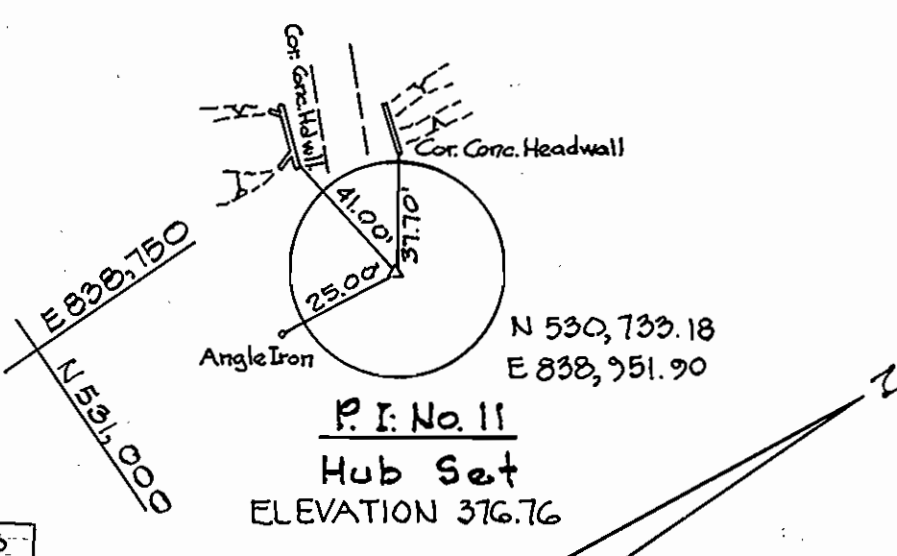 Cor. Conc. Hdwll.
Cor. Conc. Headwall
41.00'
37.70'
25.00'
Angle Iron
E 838,750
N 531,000
N 530,733.18
E 838,951.90
P. I. No. 11
Hub Set
ELEVATION 376.76